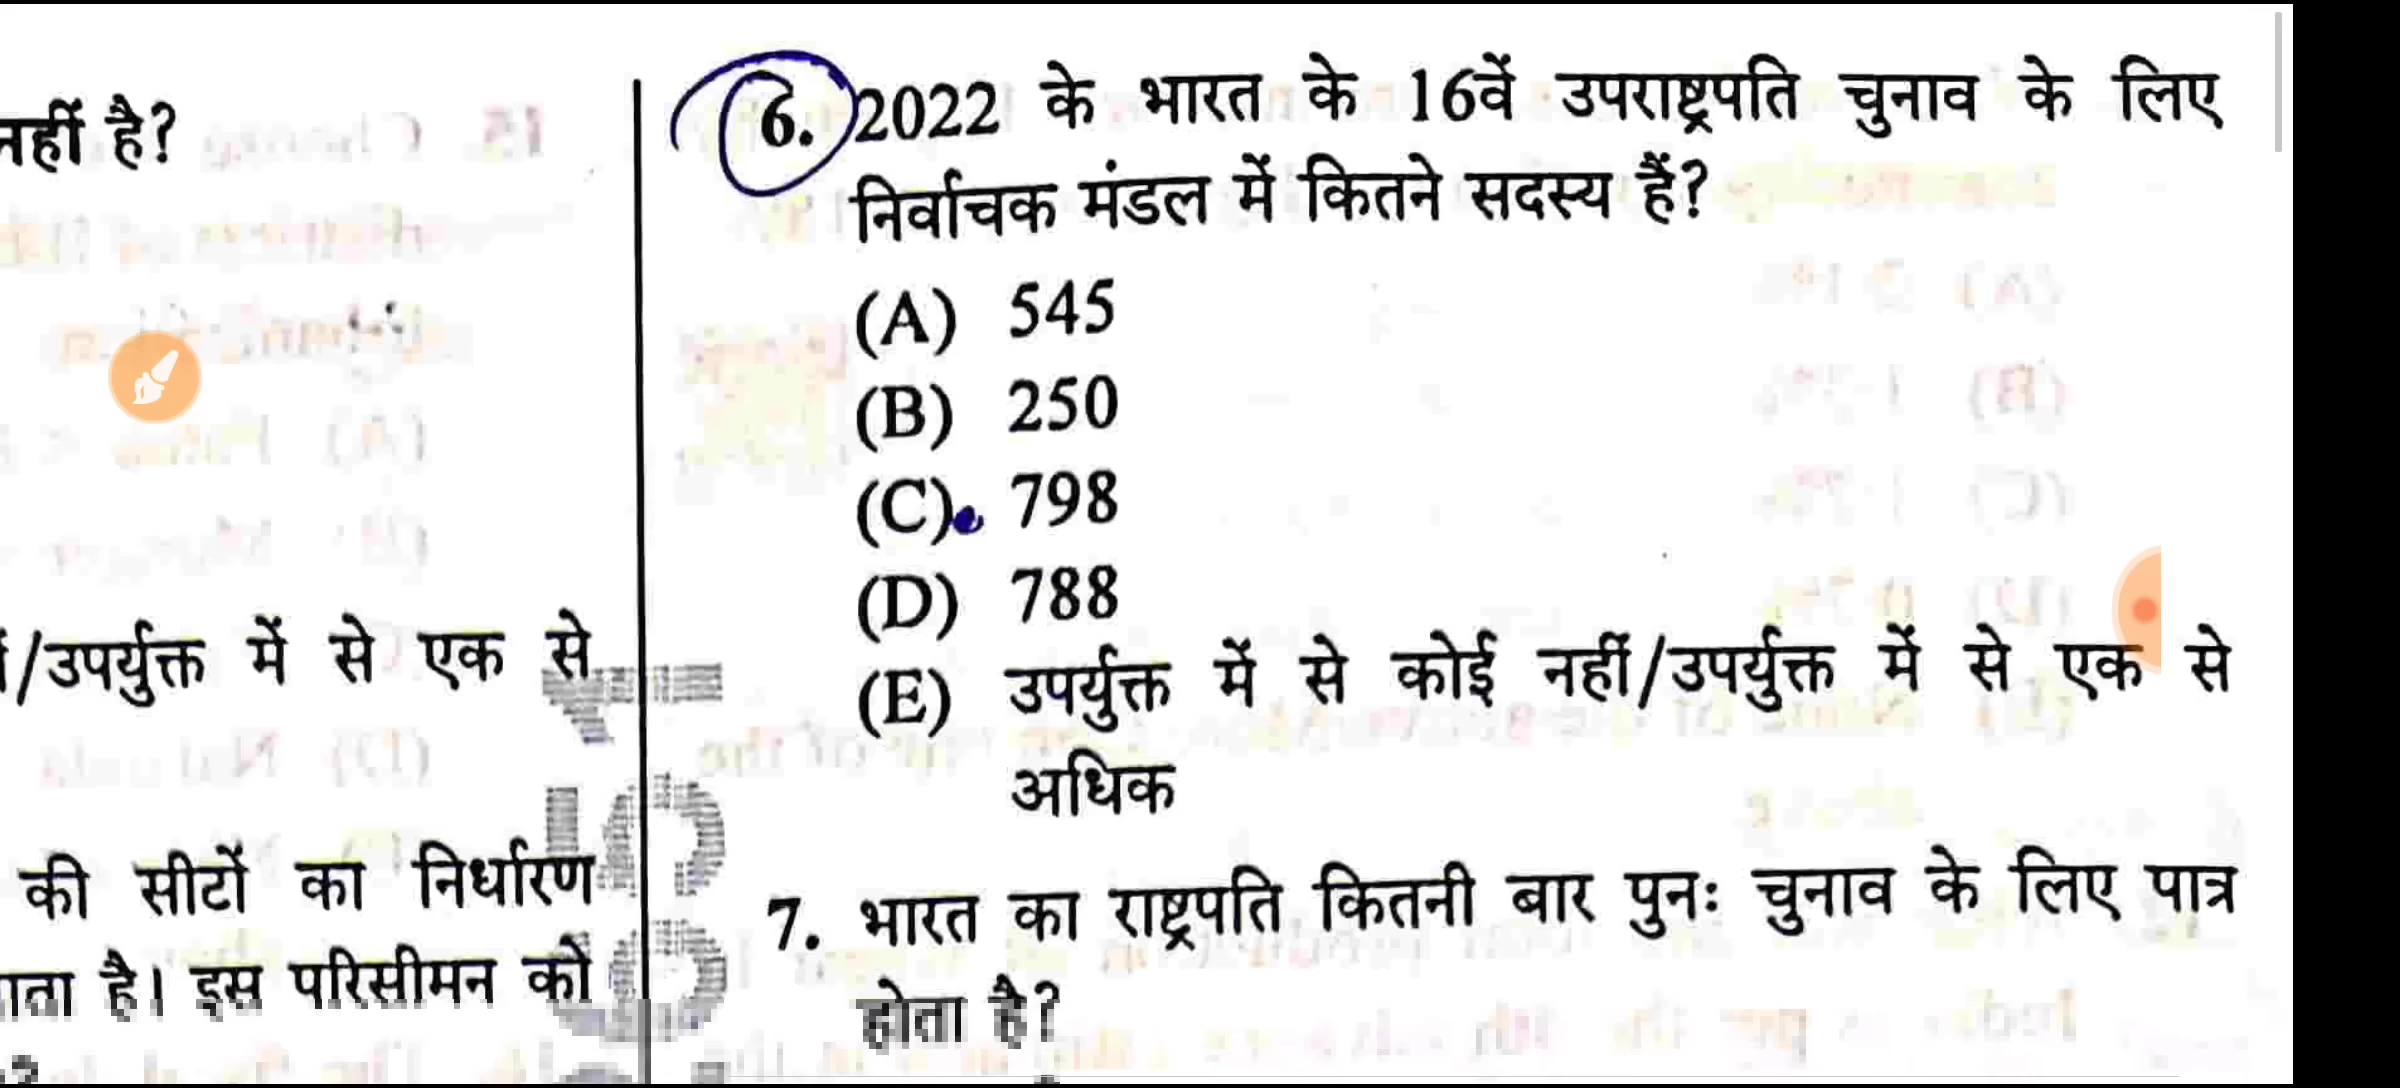 नहीं है?
/उपर्युक्त में से एक से
की सीटों का निर्धारण
है। इस परिसीमन को
6. 2022 के भारत के 16वें उपराष्ट्रपति चुनाव के लिए
निर्वाचक मंडल में कितने सदस्य हैं?
(A) 545
(B) 250
(C) 798
(D) 788
(E) उपर्युक्त में से कोई नहीं/उपर्युक्त में से एक से
अधिक
7. भारत का राष्ट्रपति कितनी बार पुनः चुनाव के लिए पात्र
होता है?